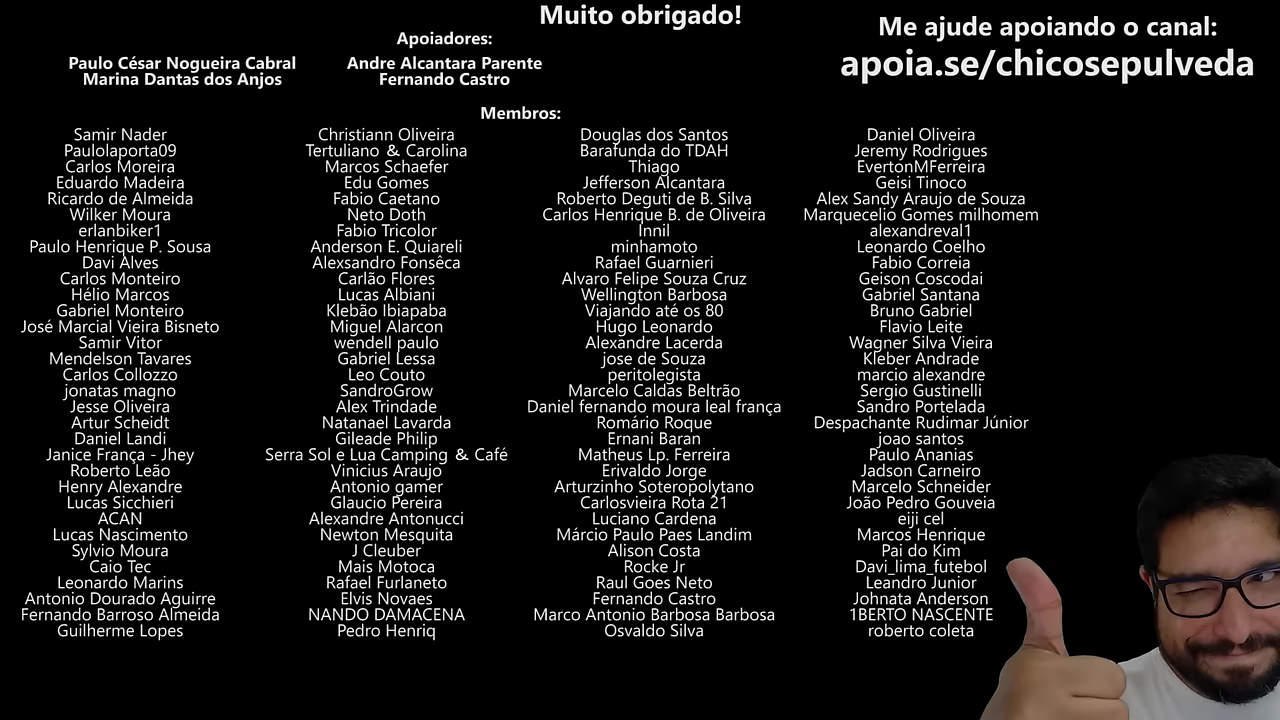 Muito obrigado!
Me ajude apoiando o canal:
apoia.se/chicosepulveda
Apoiadores:
Paulo César Nogueira Cabral
Marina Dantas dos Anjos
Andre Alcantara Parente
Fernando Castro
Membros:
Samir Nader
Paulolaporta09
Carlos Moreira
Eduardo Madeira
Ricardo de Almeida
Wilker Moura
erlanbiker1
Paulo Henrique P. Sousa
Davi Alves
Carlos Monteiro
Hélio Marcos
Gabriel Monteiro
José Marcial Vieira Bisneto
Samir Vitor
Mendelson Tavares
Carlos Collozzo
jonatas magno
Jesse Oliveira
Artur Scheidt
Daniel Landi
Janice França - Jhey
Roberto Leão
Henry Alexandre
Lucas Sicchieri
ACAN
Lucas Nascimento
Sylvio Moura
Caio Tec
Leonardo Marins
Antonio Dourado Aguirre
Fernando Barroso Almeida
Guilherme Lopes
Christiann Oliveira
Tertuliano & Carolina
Marcos Schaefer
Edu Gomes
Fabio Caetano
Neto Doth
Fabio Tricolor
Anderson E. Quiareli
Alexsandro Fonsêca
Carlão Flores
Lucas Albiani
Klebão Ibiapaba
Miguel Alarcon
wendell paulo
Gabriel Lessa
Leo Couto
SandroGrow
Alex Trindade
Natanael Lavarda
Gileade Philip
Serra Sol e Lua Camping & Café
Vinicius Araujo
Antonio gamer
Glaucio Pereira
Alexandre Antonucci
Newton Mesquita
J Cleuber
Mais Motoca
Rafael Furlaneto
Elvis Novaes
NANDO DAMACENA
Pedro Henriq
Douglas dos Santos
Barafunda do TDAH
Thiago
Jefferson Alcantara
Roberto Deguti de B. Silva
Carlos Henrique B. de Oliveira
Innil
minhamoto
Rafael Guarnieri
Alvaro Felipe Souza Cruz
Wellington Barbosa
Viajando até os 80
Hugo Leonardo
Alexandre Lacerda
jose de Souza
peritolegista
Marcelo Caldas Beltrão
Daniel fernando moura leal frança
Romário Roque
Ernani Baran
Matheus Lp. Ferreira
Erivaldo Jorge
Arturzinho Soteropolytano
Carlosvieira Rota 21
Luciano Cardena
Márcio Paulo Paes Landim
Alison Costa
Rocke Jr
Raul Goes Neto
Fernando Castro
Marco Antonio Barbosa Barbosa
Osvaldo Silva
Daniel Oliveira
Jeremy Rodrigues
EvertonMFerreira
Geisi Tinoco
Alex Sandy Araujo de Souza
Marquecelio Gomes milhomem
alexandreval1
Leonardo Coelho
Fabio Correia
Geison Coscodai
Gabriel Santana
Bruno Gabriel
Flavio Leite
Wagner Silva Vieira
Kleber Andrade
marcio alexandre
Sergio Gustinelli
Sandro Portelada
Despachante Rudimar Júnior
joao santos
Paulo Ananias
Jadson Carneiro
Marcelo Schneider
João Pedro Gouveia
eiji cel
Marcos Henrique
Pai do Kim
Davi_lima_futebol
Leandro Junior
Johnata Anderson
1BERTO NASCENTE
roberto coleta